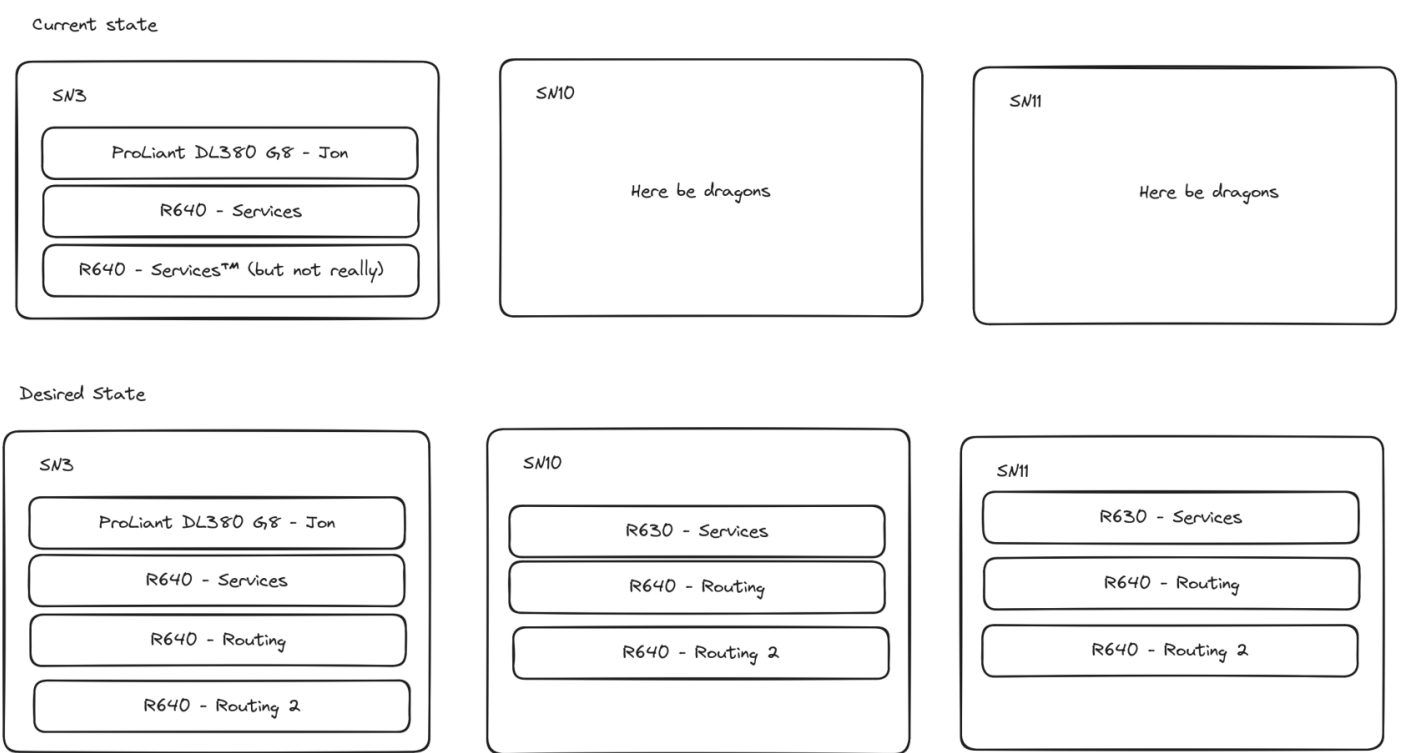 Current state
SN3
ProLiant DL380 G8 - Jon
R640 - Services
R640 - Services™ (but not really)
SN10
Here be dragons
SN11
Here be dragons
Desired State
SN3
ProLiant DL380 G8 - Jon
R640 - Services
R640 - Routing
R640 - Routing 2
SN10
R630 - Services
R640 - Routing
R640 - Routing 2
SN11
R630 - Services
R640 - Routing
R640 - Routing 2